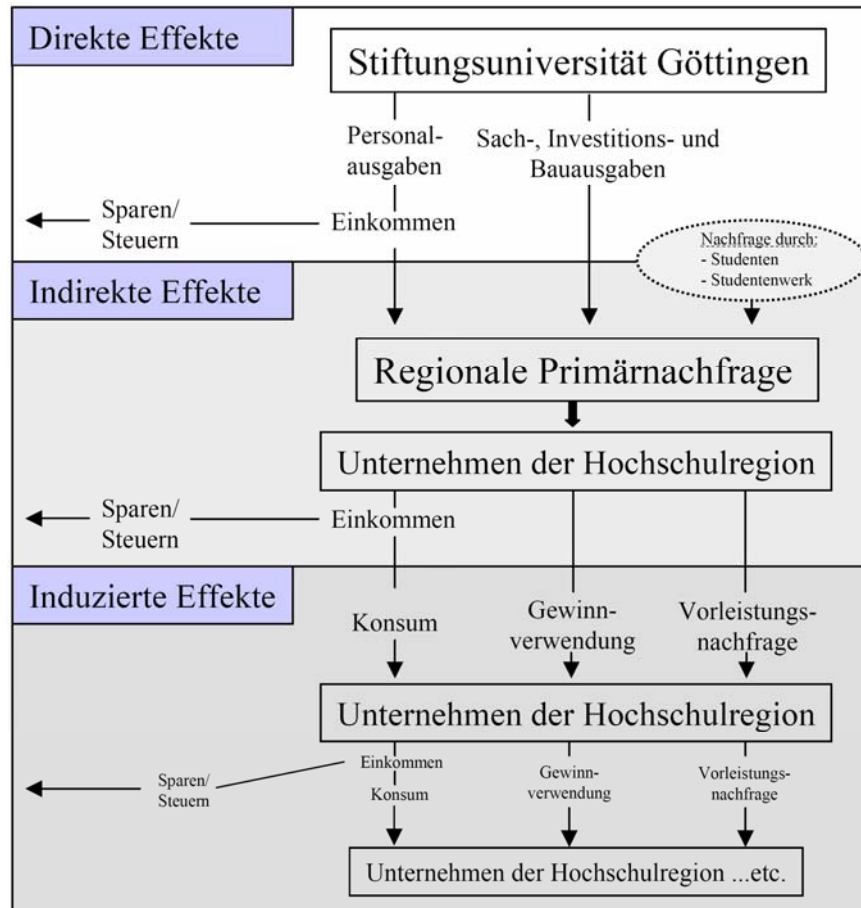 Direkte Effekte
Stiftungsuniversität Göttingen
Personal-
ausgaben
Sach-, Investitions- und
Bauausgaben
Sparen/
Steuern
Einkommen
Nachfrage durch:
- Studenten
- Studentenwerk
Indirekte Effekte
Regionale Primärnachfrage
Unternehmen der Hochschulregion
Sparen/
Steuern
Einkommen
Induzierte Effekte
Konsum
Gewinn-
verwendung
Vorleistungs-
nachfrage
Unternehmen der Hochschulregion
Sparen/
Steuern
Einkommen
Konsum
Gewinn-
verwendung
Vorleistungs-
nachfrage
Unternehmen der Hochschulregion ...etc.